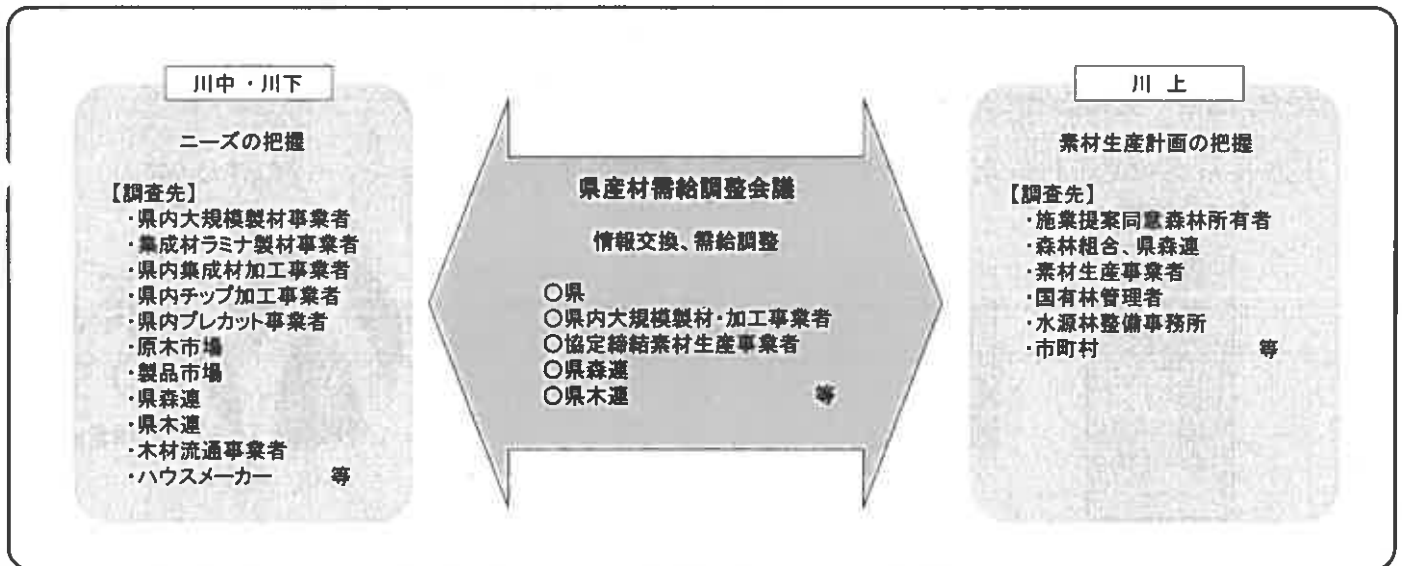 川中・川下
ニーズの把握
【調査先】
・県内大規模製材事業者
・集成材ラミナ製材事業者
・県内集成材加工事業者
・県内チップ加工事業者
・県内プレカット事業者
・原木市場
・製品市場
・県森連
・県木連
・木材流通事業者
・ハウスメーカー 等
県産材需給調整会議
情報交換、需給調整
○県
○県内大規模製材・加工事業者
○協定締結素材生産事業者
○県森連
○県木連 等
川 上
素材生産計画の把握
【調査先】
・施業提案同意森林所有者
・森林組合、県森連
・素材生産事業者
・国有林管理者
・水源林整備事務所
・市町村 等